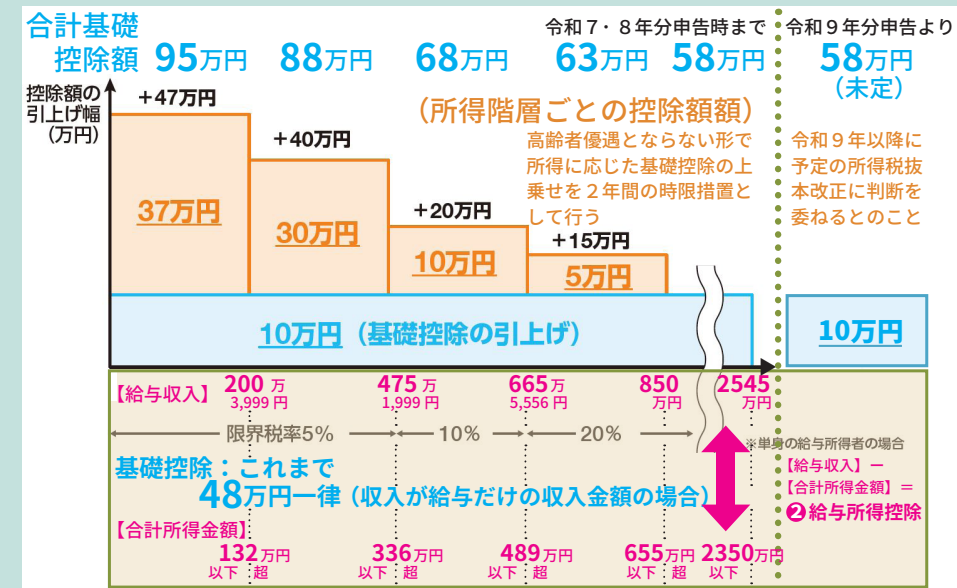 合計基礎
控除額 95万円 88万円 68万円 63万円 58万円 58万円
令和7・8年分申告時まで 令和9年分申告より
(未定)
控除額の
引上げ幅
(万円)
+47万円
+40万円
+20万円
+15万円
(所得階層ごとの控除額額)
高齢者優遇とならない形で
所得に応じた基礎控除の上
乗せを2年間の時限措置と
して行う
令和9年以降に
予定の所得税抜
本改正に判断を
委ねるとのこと
37万円
30万円
10万円
5万円
10万円(基礎控除の引上げ)
10万円
【給与収入】 200万 475万 665万 850 2545
3,999円 1,999円 5,556円 万円 万円
限界税率5% 10% 20%
※単身の給与所得者の場合
基礎控除:これまで
48万円一律(収入が給与だけの収入金額の場合)
【給与収入】ー
【合計所得金額】=
❷給与所得控除
【合計所得金額】
132万円 336万円 489万円 655万円 2350万円
以下 超 以下 超 以下 超 以下 超 以下